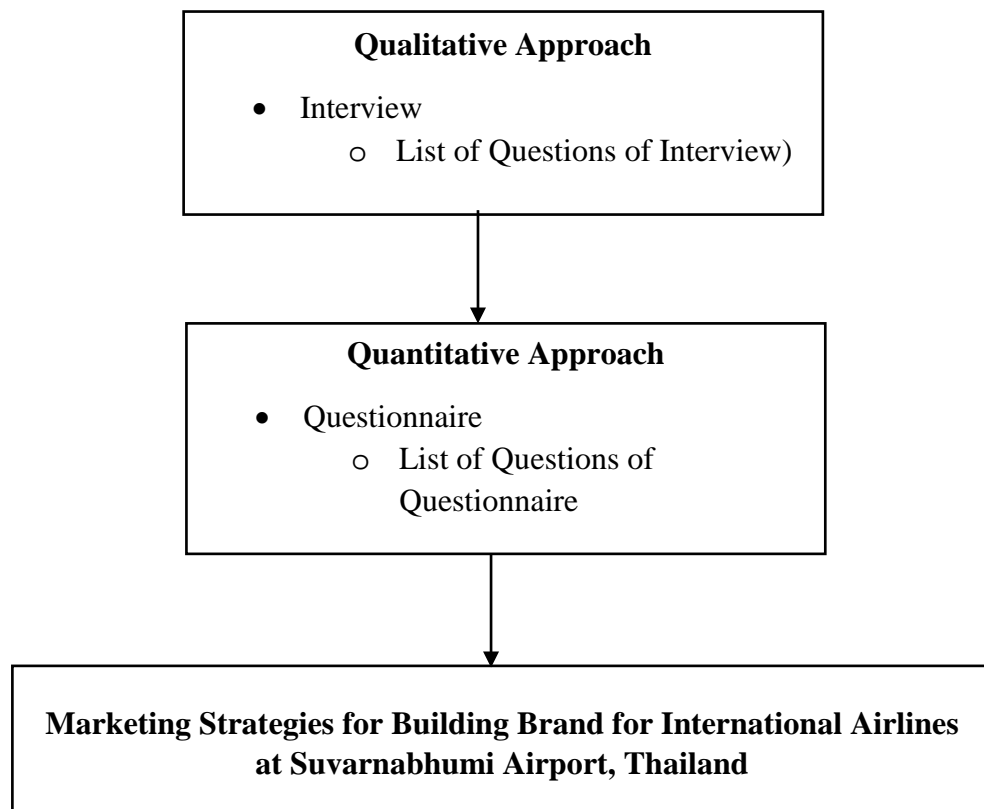 Qualitative Approach
• Interview
o List of Questions of Interview)
Quantitative Approach
• Questionnaire
o List of Questions of
Questionnaire
Marketing Strategies for Building Brand for International Airlines
at Suvarnabhumi Airport, Thailand